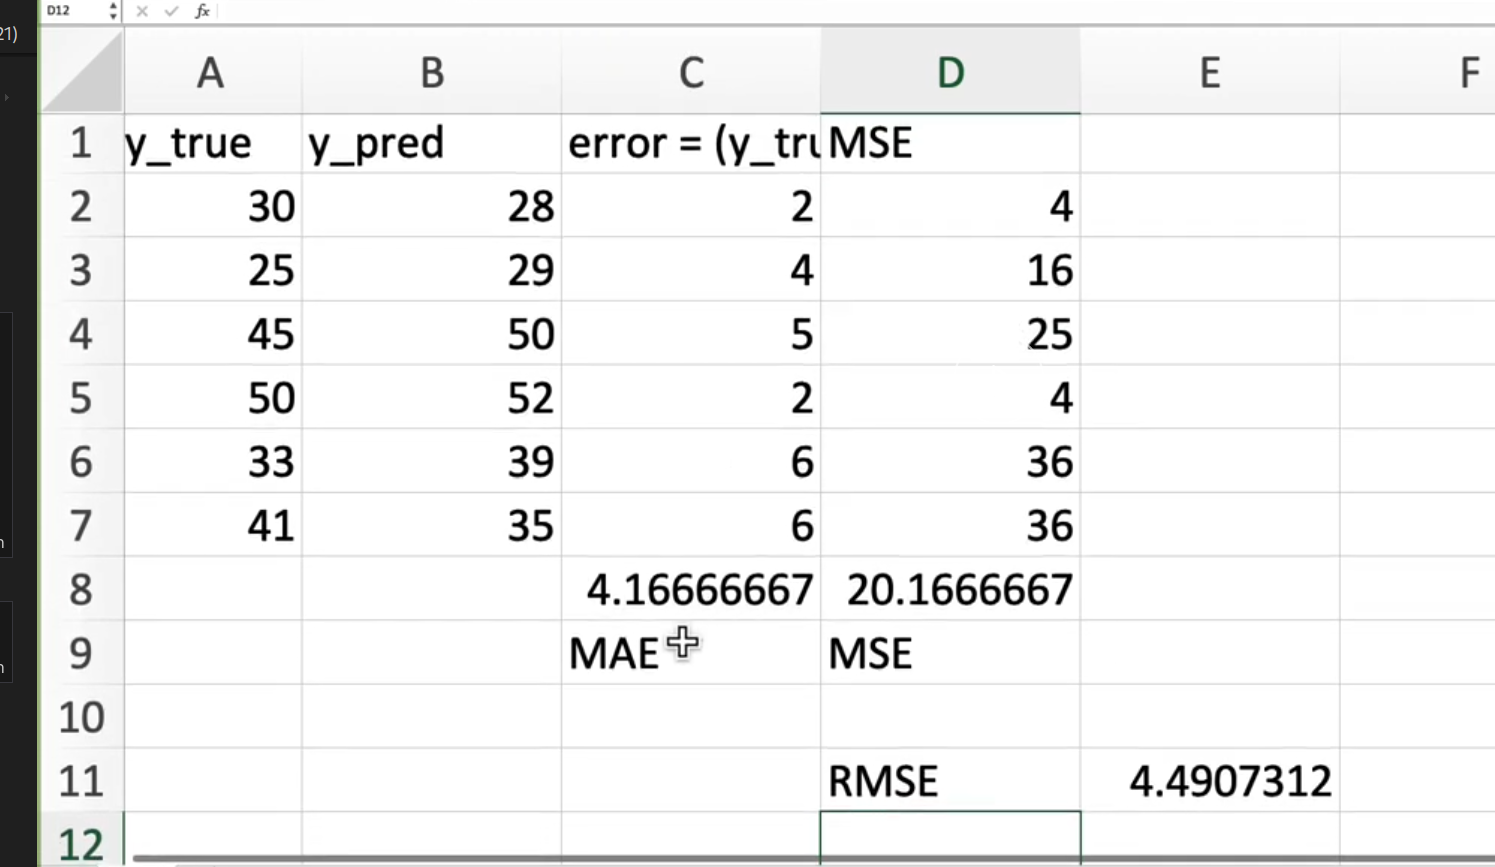 D12 fx
21)
A B C D E F
1 y_true y_pred error = (y_tru MSE
2 30 28 2 4
3 25 29 4 16
4 45 50 5 25
5 50 52 2 4
6 33 39 6 36
7 41 35 6 36
8 4.16666667 20.1666667
9 MAE MSE
10
11 RMSE 4.4907312
12